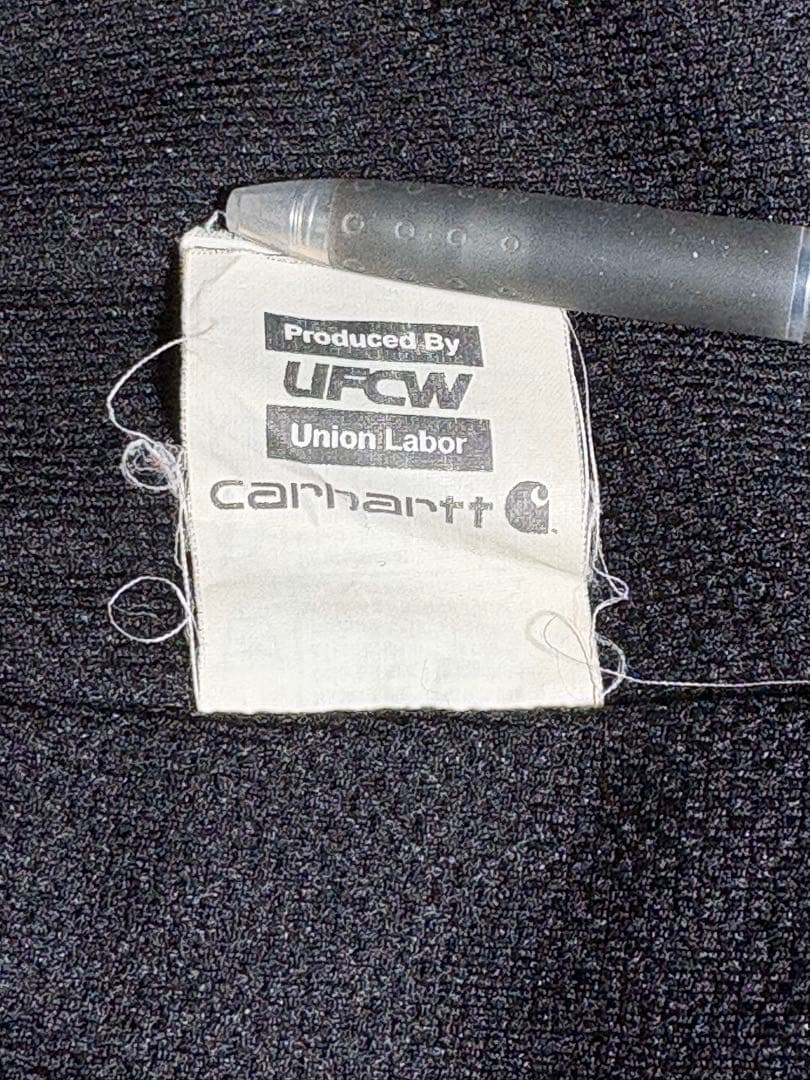 Produced By
UFCW
Union Labor
carhartt